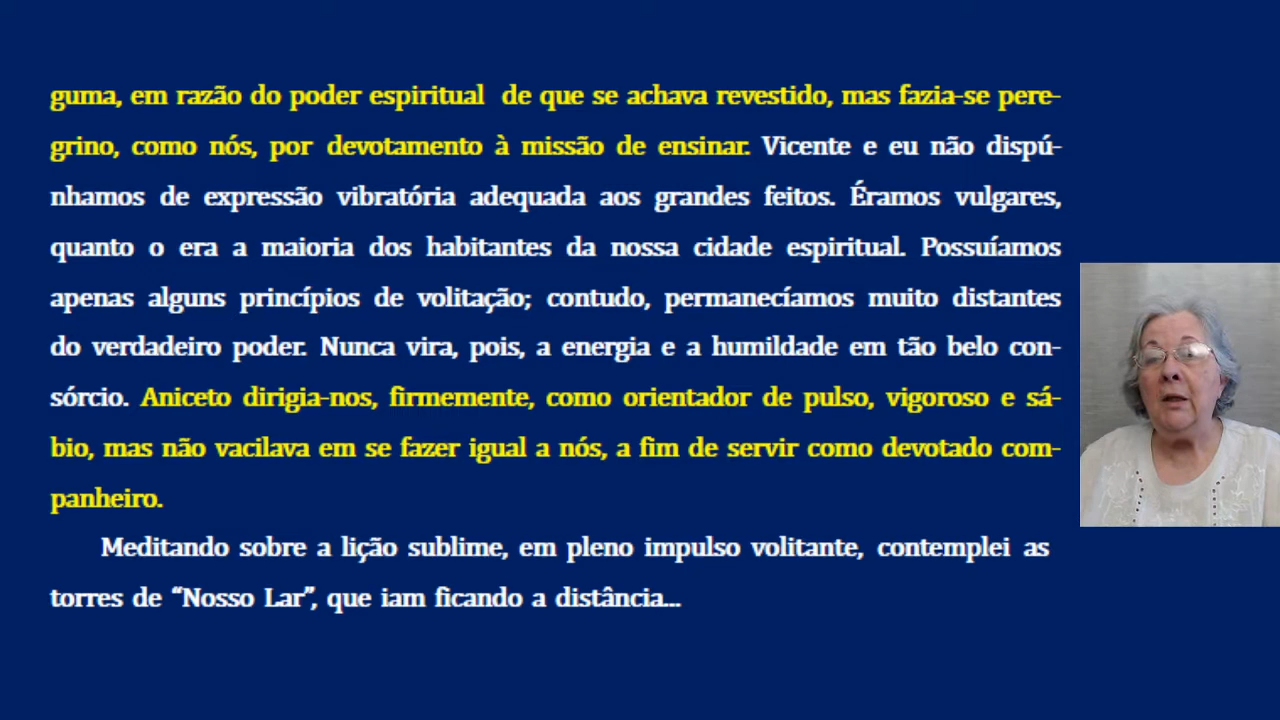 guma, em razão do poder espiritual de que se achava revestido, mas fazia-se pere-
grino, como nós, por devotamento à missão de ensinar. Vicente e eu não dispú-
nhamos de expressão vibratória adequada aos grandes feitos. Éramos vulgares,
quanto o era a maioria dos habitantes da nossa cidade espiritual. Possuíamos
apenas alguns princípios de volitação; contudo, permanecíamos muito distantes
do verdadeiro poder. Nunca vira, pois, a energia e a humildade em tão belo con-
sórcio. Aniceto dirigia-nos, firmemente, como orientador de pulso, vigoroso e sá-
bio, mas não vacilava em se fazer igual a nós, a fim de servir como devotado com-
panheiro.
Meditando sobre a lição sublime, em pleno impulso volitante, contemplei as
torres de “Nosso Lar”, que iam ficando a distância...